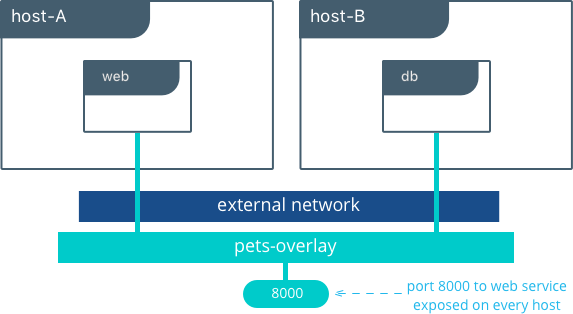 host-A
host-B
web
db
external network
pets-overlay
8000
port 8000 to web service
exposed on every host